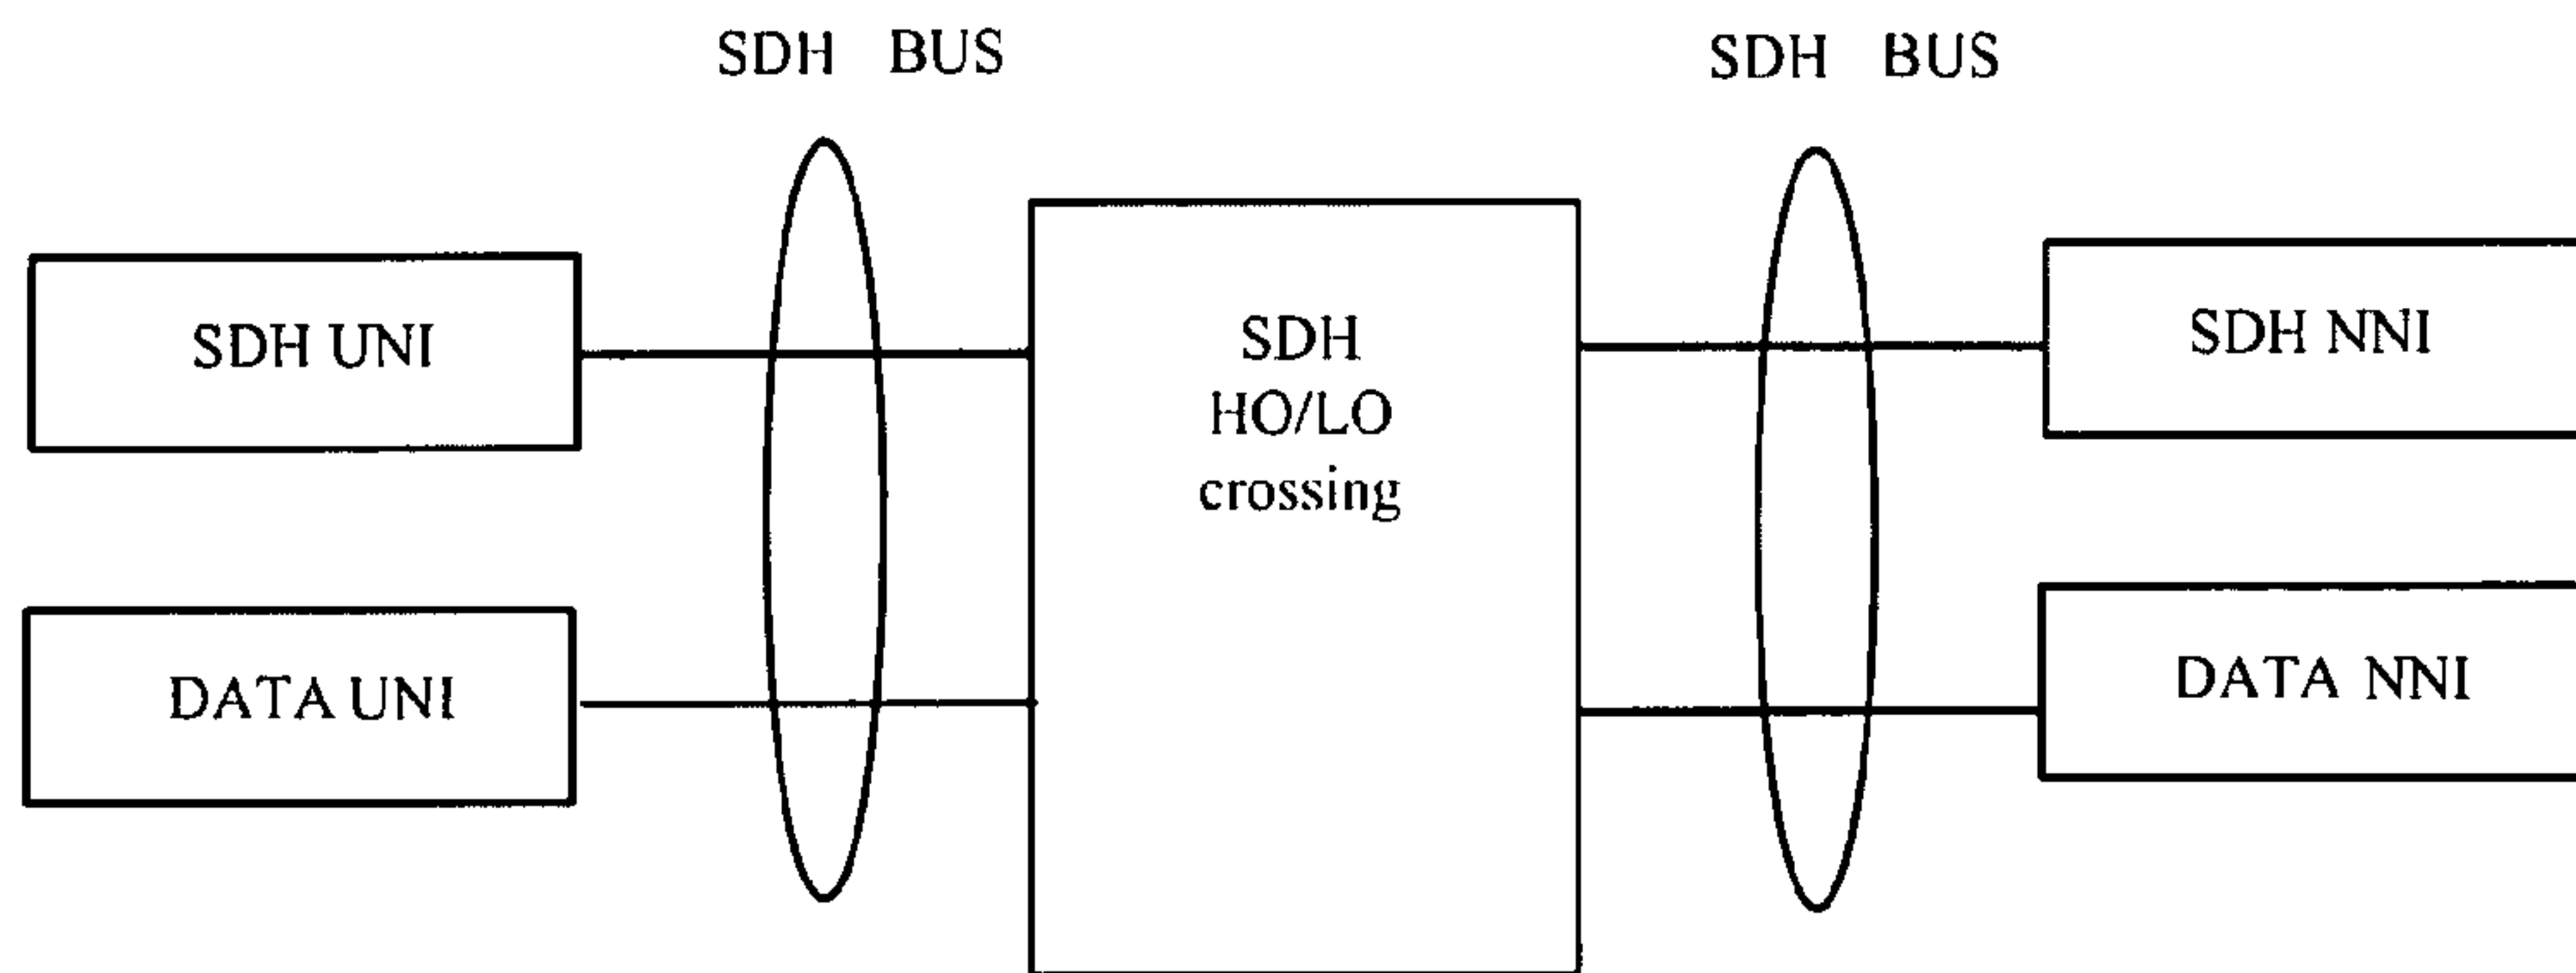 SDH BUS
SDH BUS
SDH UNI
SDH
HO/LO
crossing
SDH NNI
DATA UNI
DATA NNI